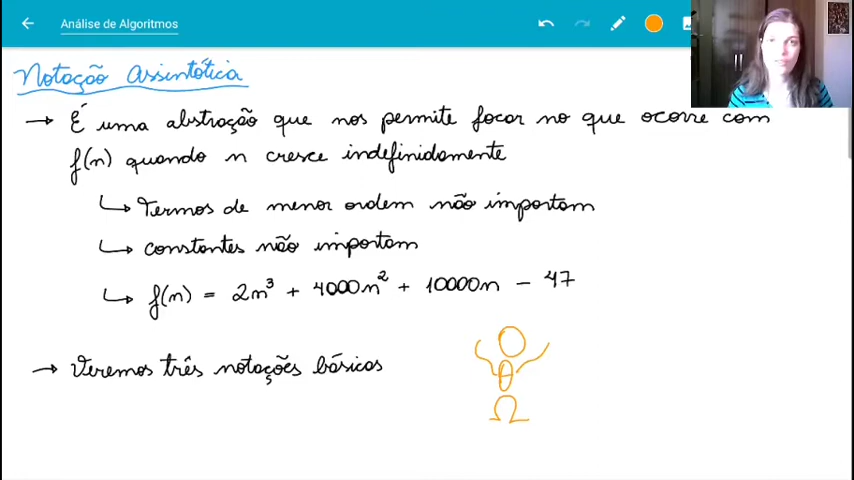 Análise de Algoritmos
Notação Assintótica
→ É uma abstração que nos permite focar no que ocorre com
f(n) quando n cresce indefinidamente
↳ Termos de menor ordem não importam
↳ constantes não importam
↳ f(n) = 2n³ + 4000n² + 10000n - 47
→ Veremos três notações básicas
O
Θ
Ω